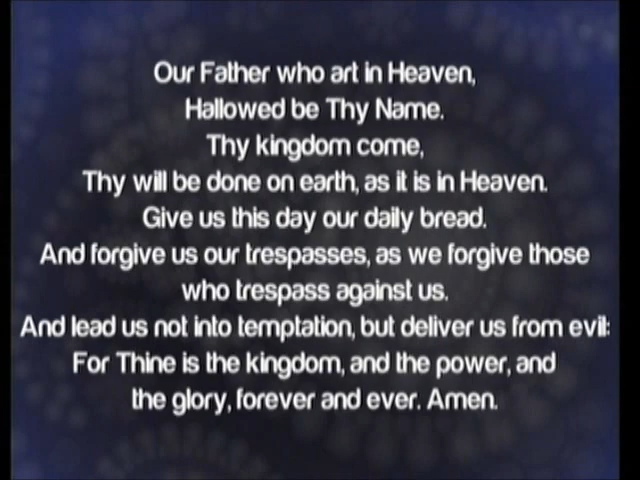 Our Father who art in Heaven,
Hallowed be Thy Name.
Thy kingdom come,
Thy will be done on earth, as it is in Heaven.
Give us this day our daily bread.
And forgive us our trespasses, as we forgive those
who trespass against us.
And lead us not into temptation, but deliver us from evil:
For Thine is the kingdom, and the power, and
the glory, forever and ever. Amen.